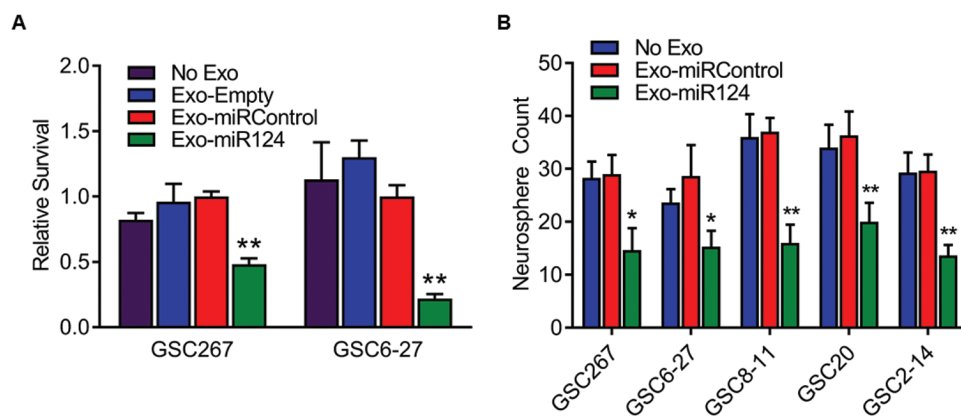 A
Relative Survival
2.0
1.5
1.0
0.5
0.0
No Exo
Exo-Empty
Exo-miRControl
Exo-miR124
**
**
GSC267
GSC6-27
B
Neurosphere Count
50
40
30
20
10
0
No Exo
Exo-miRControl
Exo-miR124
*
*
**
**
**
GSC267
GSC6-27
GSC8-11
GSC20
GSC2-14